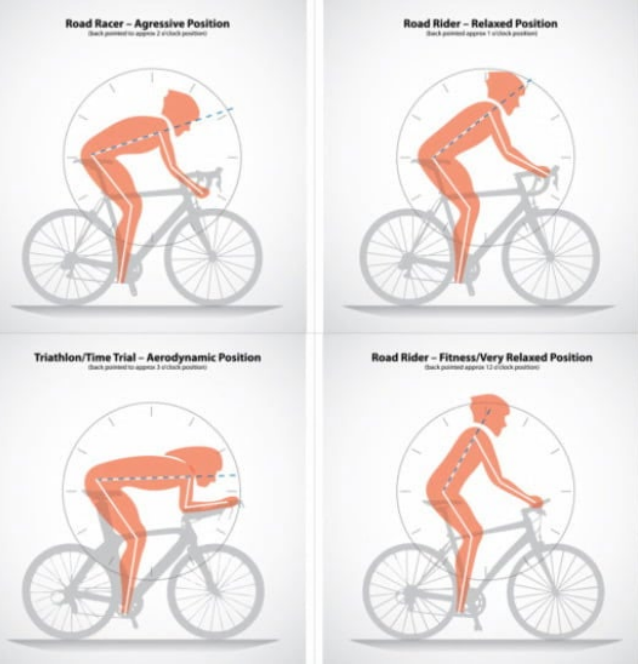 Road Racer – Agressive Position
(back pointed to approx 2 o'clock position)
Road Rider – Relaxed Position
(back pointed approx 1 o'clock position)
Triathlon/Time Trial – Aerodynamic Position
(back pointed to approx 3 o'clock position)
Road Rider – Fitness/Very Relaxed Position
(back pointed approx 12 o'clock position)